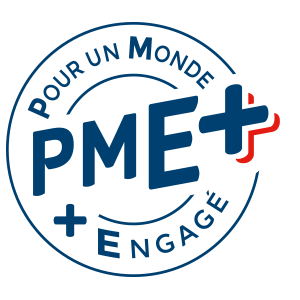 POUR UN MONDE
PME+
+ ENGAGÉ